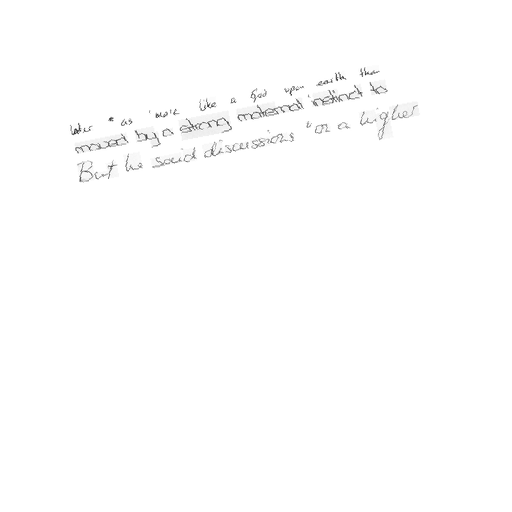 later " as 'more like a God upon earth than
moved by a strong maternal instinct to
But he said discussions "on a higher